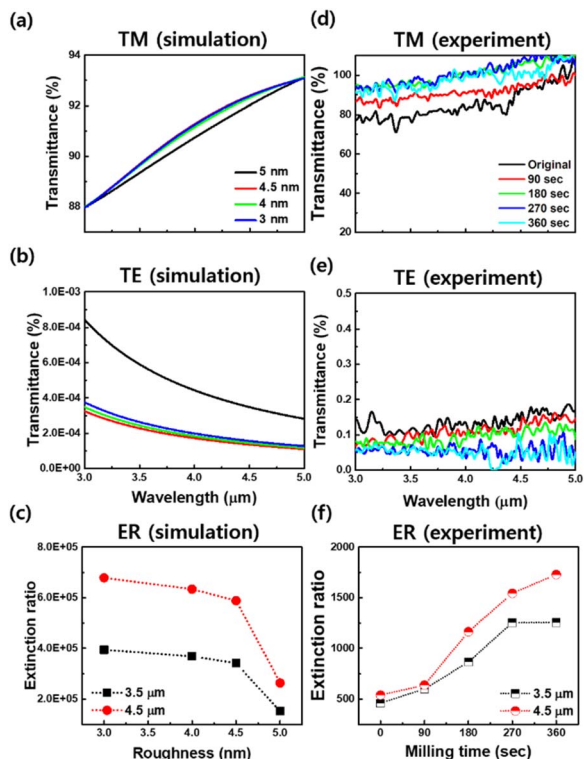 (a)
TM (simulation)
Transmittance (%)
93
92
90
88
5 nm
4.5 nm
4 nm
3 nm
(d)
TM (experiment)
Transmittance (%)
100
80
60
40
20
Original
90 sec
180 sec
270 sec
360 sec
(b)
TE (simulation)
Transmittance (%)
1.0E-03
8.0E-04
6.0E-04
4.0E-04
2.0E-04
0.0E+00
3.0 3.5 4.0 4.5 5.0
Wavelength (μm)
(e)
TE (experiment)
Transmittance (%)
0.5
0.4
0.3
0.2
0.1
0.0
3.0 3.5 4.0 4.5 5.0
Wavelength (μm)
(c)
ER (simulation)
Extinction ratio
8.0E+05
6.0E+05
4.0E+05
2.0E+05
3.5 μm
4.5 μm
3.0 3.5 4.0 4.5 5.0
Roughness (nm)
(f)
ER (experiment)
Extinction ratio
2000
1750
1500
1250
1000
750
500
3.5 μm
4.5 μm
0 90 180 270 360
Milling time (sec)